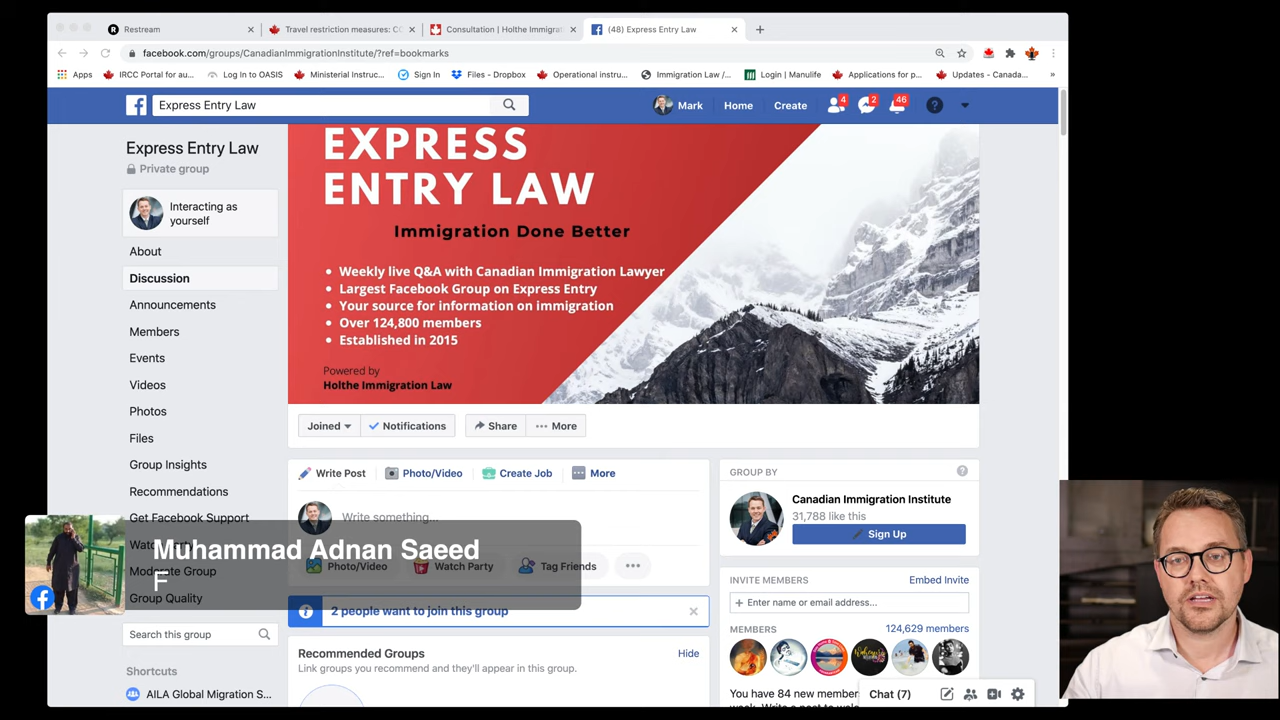 Restream
Travel restriction measures: CO
Consultation | Holthe Immigrat
(48) Express Entry Law
facebook.com/groups/CanadianImmigrationInstitute/?ref=bookmarks
Apps
IRCC Portal for au...
Log In to OASIS
Ministerial Instruc...
Sign In
Files - Dropbox
Operational instru...
Immigration Law /...
Login | Manulife
Applications for p...
Updates - Canada...
Express Entry Law
Mark
Home
Create
4
2
46
Express Entry Law
Private group
Interacting as
yourself
About
Discussion
Announcements
Members
Events
Videos
Photos
Files
Group Insights
Recommendations
Get Facebook Support
Moderate Group
Group Quality
Search this group
Shortcuts
AILA Global Migration S...
EXPRESS
ENTRY LAW
Immigration Done Better
• Weekly live Q&A with Canadian Immigration Lawyer
• Largest Facebook Group on Express Entry
• Your source for information on immigration
• Over 124,800 members
• Established in 2015
Powered by
Holthe Immigration Law
Joined
Notifications
Share
More
Write Post
Photo/Video
Create Job
More
Write something...
Muhammad Adnan Saeed
F
Photo/Video
Watch Party
Tag Friends
2 people want to join this group
Recommended Groups
Hide
Link groups you recommend and they'll appear in this group.
GROUP BY
Canadian Immigration Institute
31,788 like this
Sign Up
INVITE MEMBERS
Embed Invite
+ Enter name or email address...
MEMBERS
124,629 members
You have 84 new member
Chat (7)